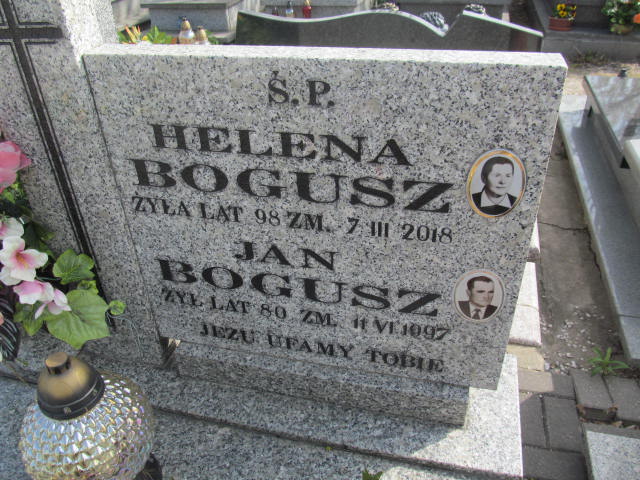 Ś.P.
HELENA
BOGUSZ
ŻYŁA LAT 98 ZM. 7 III 2018
JAN
BOGUSZ
ŻYŁ LAT 80 ZM. 11 VI 1997
JEZU UFAMY TOBIE